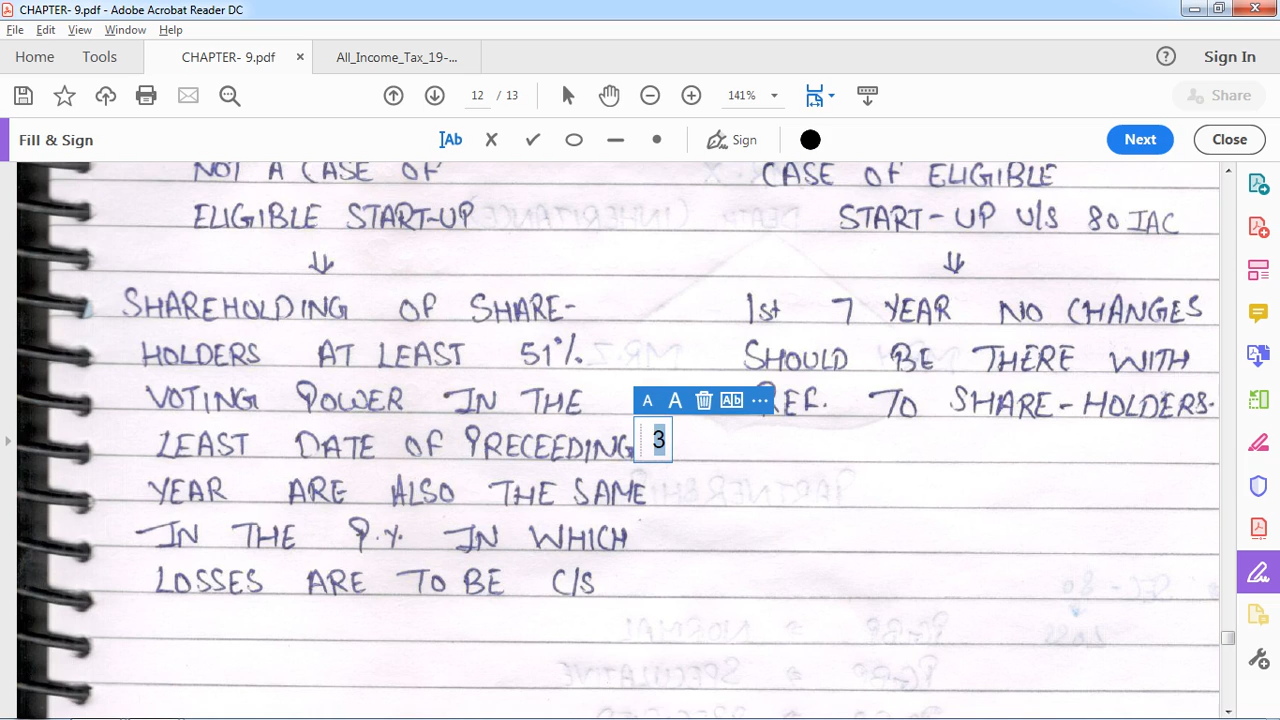 CHAPTER- 9.pdf - Adobe Acrobat Reader DC
File Edit View Window Help
Home Tools CHAPTER- 9.pdf × All_Income_Tax_19-... Sign In
12 / 13 141% Share
Fill & Sign Ab Sign Next Close
NOT A CASE OF
ELIGIBLE START-UP
↓
SHAREHOLDING OF SHARE-
HOLDERS AT LEAST 51%
VOTING POWER IN THE
LEAST DATE OF PRECEEDING 3
YEAR ARE ALSO THE SAME
IN THE P.Y. IN WHICH
LOSSES ARE TO BE C/S
CASE OF ELIGIBLE
START-UP U/S 80 IAC
↓
1st 7 YEAR NO CHANGES
SHOULD BE THERE WITH
REF. TO SHARE-HOLDERS.
A A Ab ...